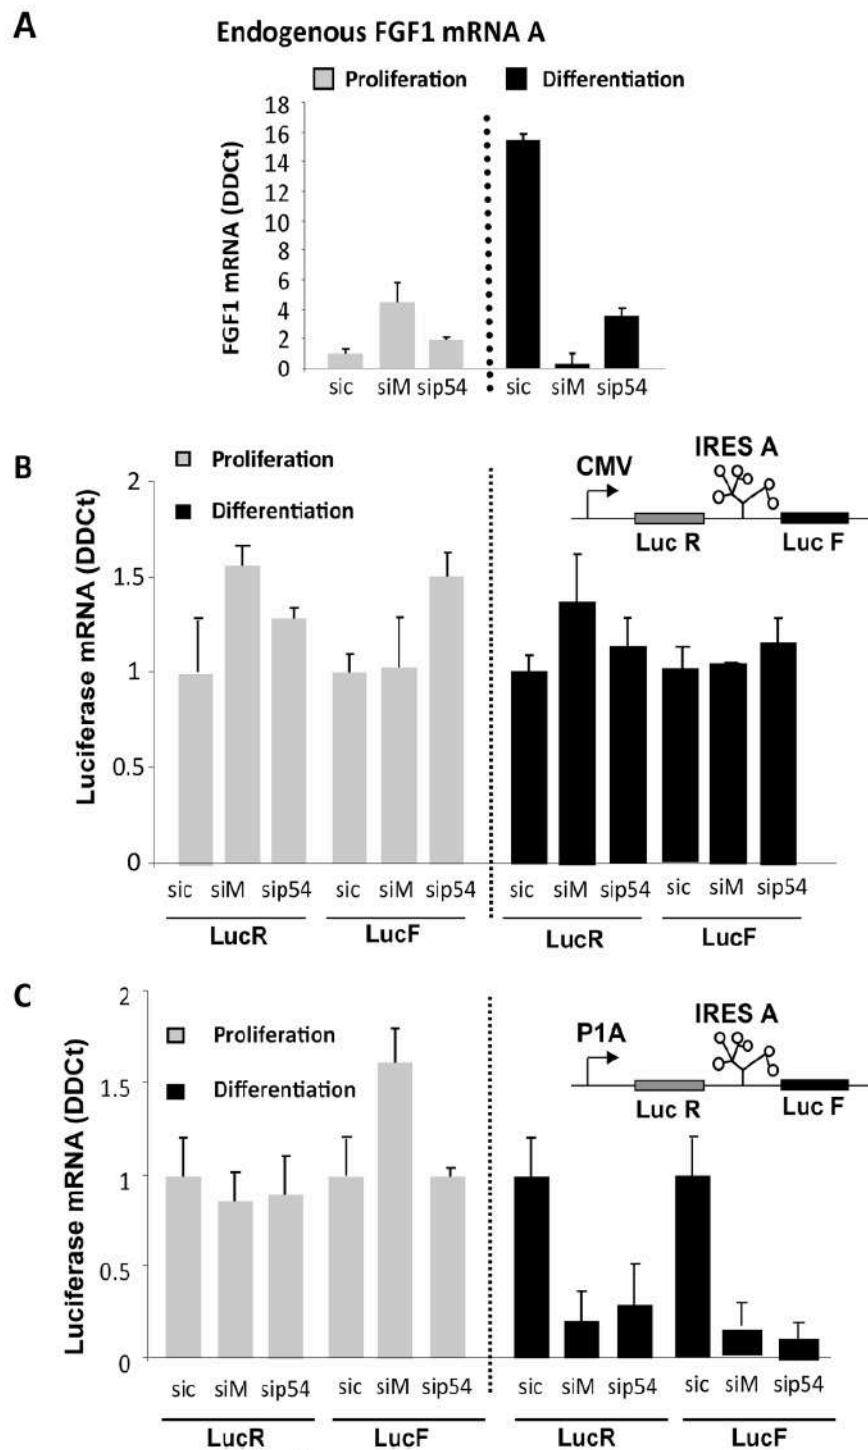 A
Endogenous FGF1 mRNA A
Proliferation Differentiation
FGF1 mRNA (DDCt)
18
16
14
12
10
8
6
4
2
0
sic siM sip54 sic siM sip54
B
Proliferation
Differentiation
CMV IRES A
Luc R Luc F
Luciferase mRNA (DDCt)
2
1.5
1
0.5
0
sic siM sip54 sic siM sip54 sic siM sip54 sic siM sip54
LucR LucF LucR LucF
C
Proliferation
Differentiation
P1A IRES A
Luc R Luc F
Luciferase mRNA (DDCt)
2
1.5
1
0.5
0
sic siM sip54 sic siM sip54 sic siM sip54 sic siM sip54
LucR LucF LucR LucF